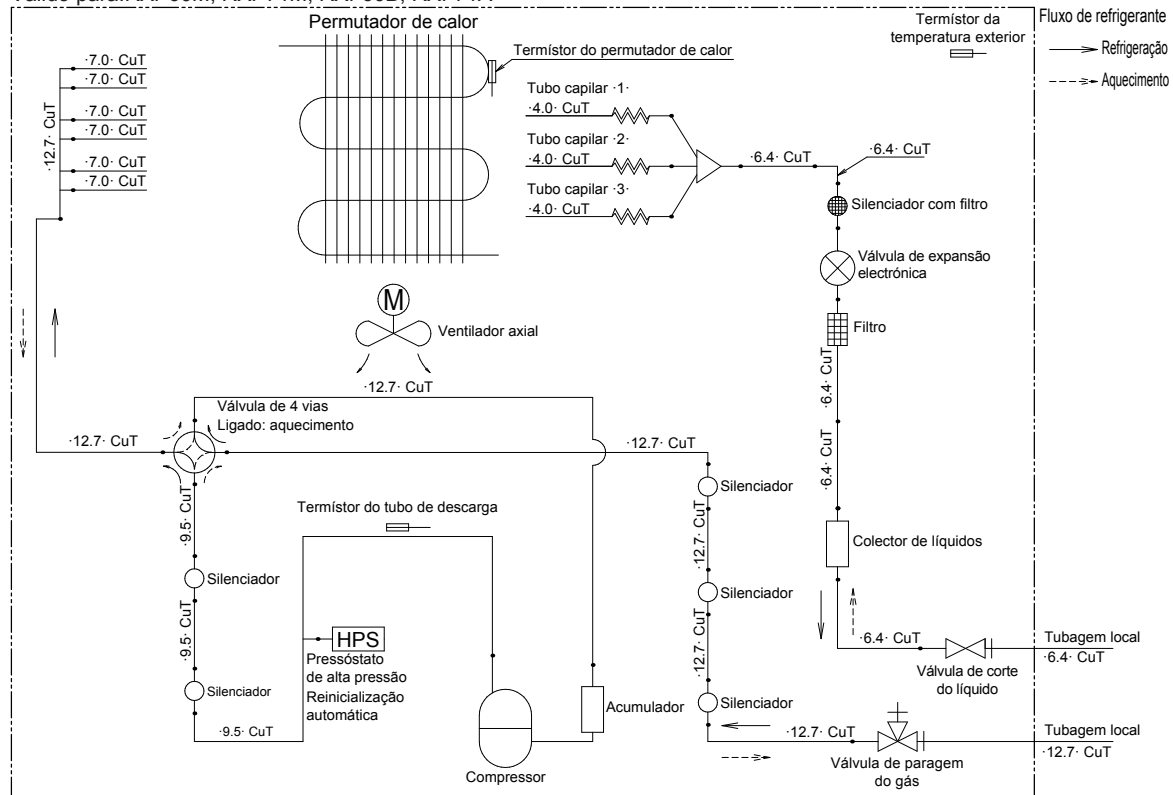 Permutador de calor
Termístor do permutador de calor
Termístor da
temperatura exterior
Fluxo de refrigerante
Refrigeração
Aquecimento
·7.0· CuT
·7.0· CuT
·7.0· CuT
·7.0· CuT
·7.0· CuT
·7.0· CuT
·12.7· CuT
Tubo capilar ·1·
·4.0· CuT
Tubo capilar ·2·
·4.0· CuT
Tubo capilar ·3·
·4.0· CuT
·6.4· CuT
·6.4· CuT
Silenciador com filtro
Válvula de expansão
electrónica
Filtro
·6.4· CuT
·6.4· CuT
M
Ventilador axial
·12.7· CuT
Válvula de 4 vias
Ligado: aquecimento
·12.7· CuT
·12.7· CuT
·9.5· CuT
Silenciador
·9.5· CuT
Silenciador
·9.5· CuT
Termístor do tubo de descarga
HPS
Pressóstato
de alta pressão
Reinicialização
automática
Compressor
Acumulador
Silenciador
·12.7· CuT
Silenciador
·12.7· CuT
Silenciador
Colector de líquidos
·6.4· CuT
Válvula de corte
do líquido
Tubagem local
·6.4· CuT
·12.7· CuT
Válvula de paragem
do gás
Tubagem local
·12.7· CuT